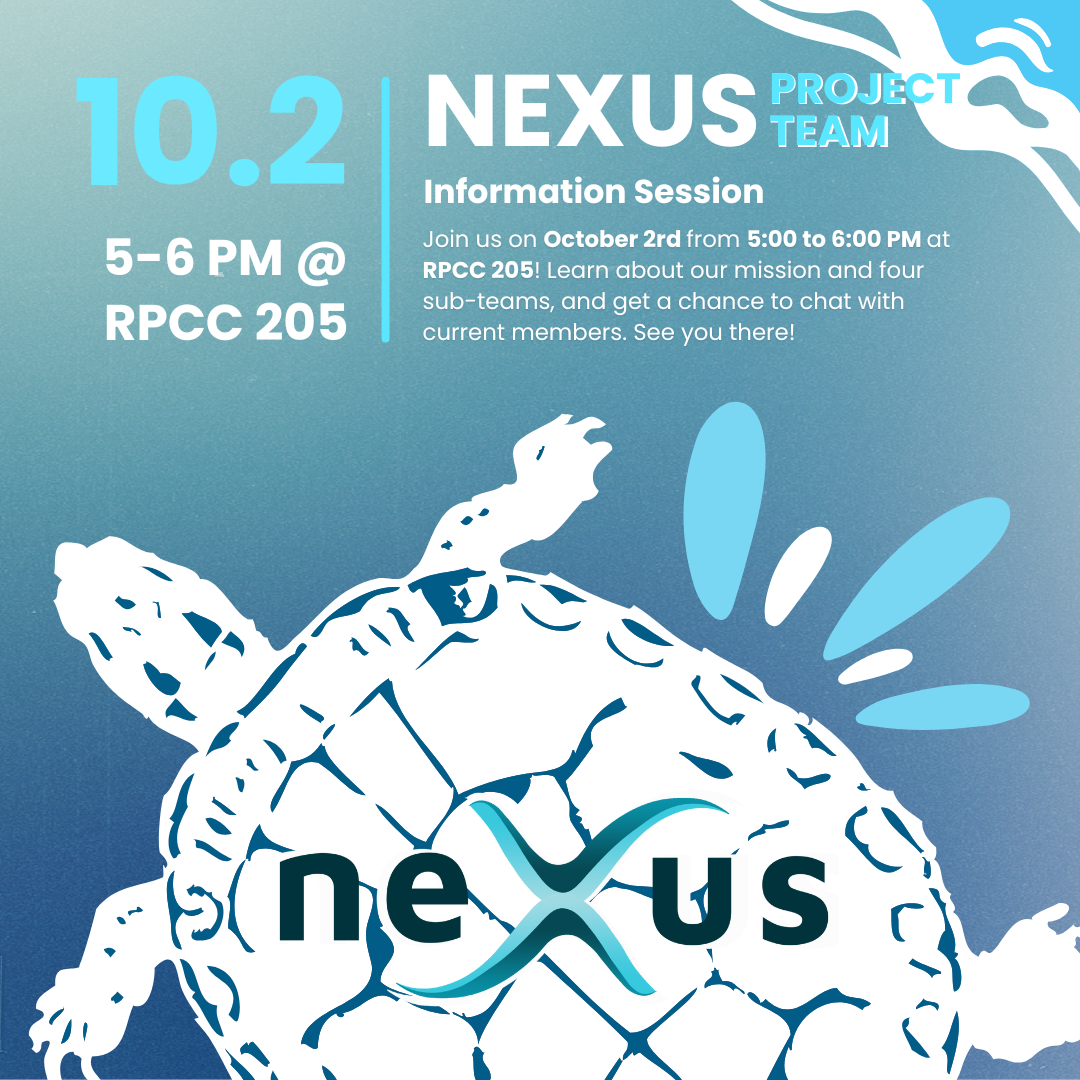 10.2
5-6 PM @
RPCC 205
NEXUS PROJECT
TEAM
Information Session
Join us on October 2rd from 5:00 to 6:00 PM at
RPCC 205! Learn about our mission and four
sub-teams, and get a chance to chat with
current members. See you there!
nexus